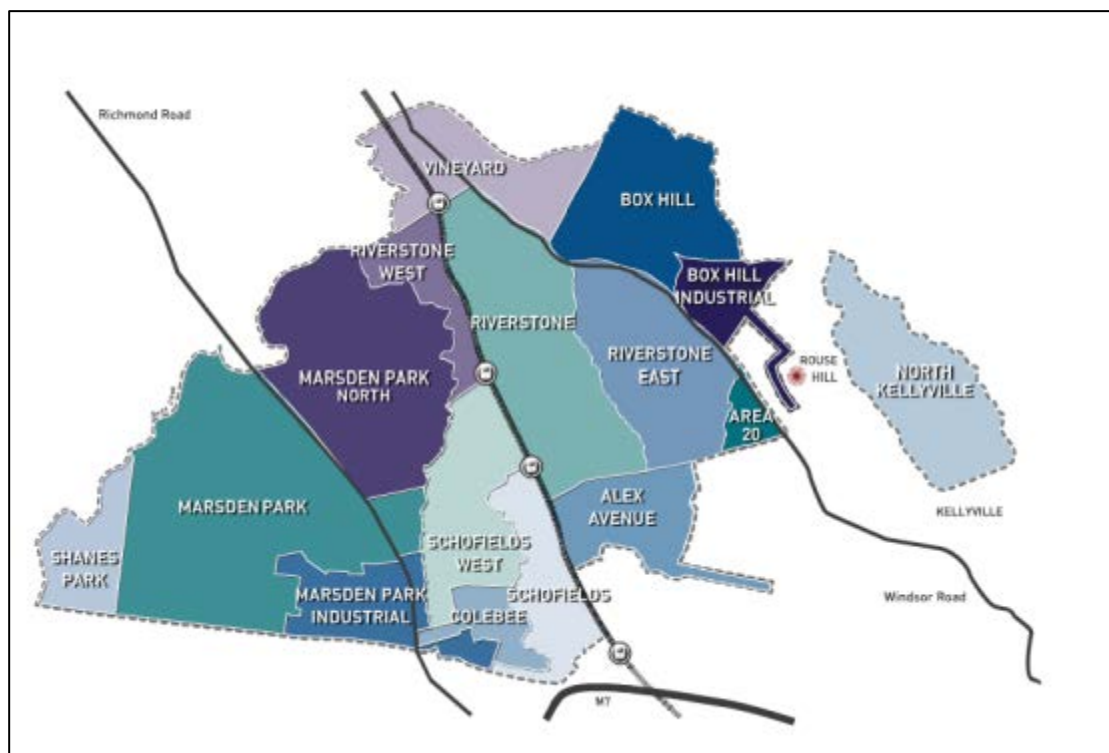 Richmond Road
VINEYARD
BOX HILL
RIVERSTONE
WEST
BOX HILL
INDUSTRIAL
RIVERSTONE
RIVERSTONE
EAST
ROUSE
HILL
MARSDEN PARK
NORTH
NORTH
KELLYVILLE
AREA
20
MARSDEN PARK
ALEX
AVENUE
KELLYVILLE
SCHOFIELDS
WEST
SHANES
PARK
MARSDEN PARK
INDUSTRIAL
SCHOFIELDS
COLEBEE
Windsor Road
M7